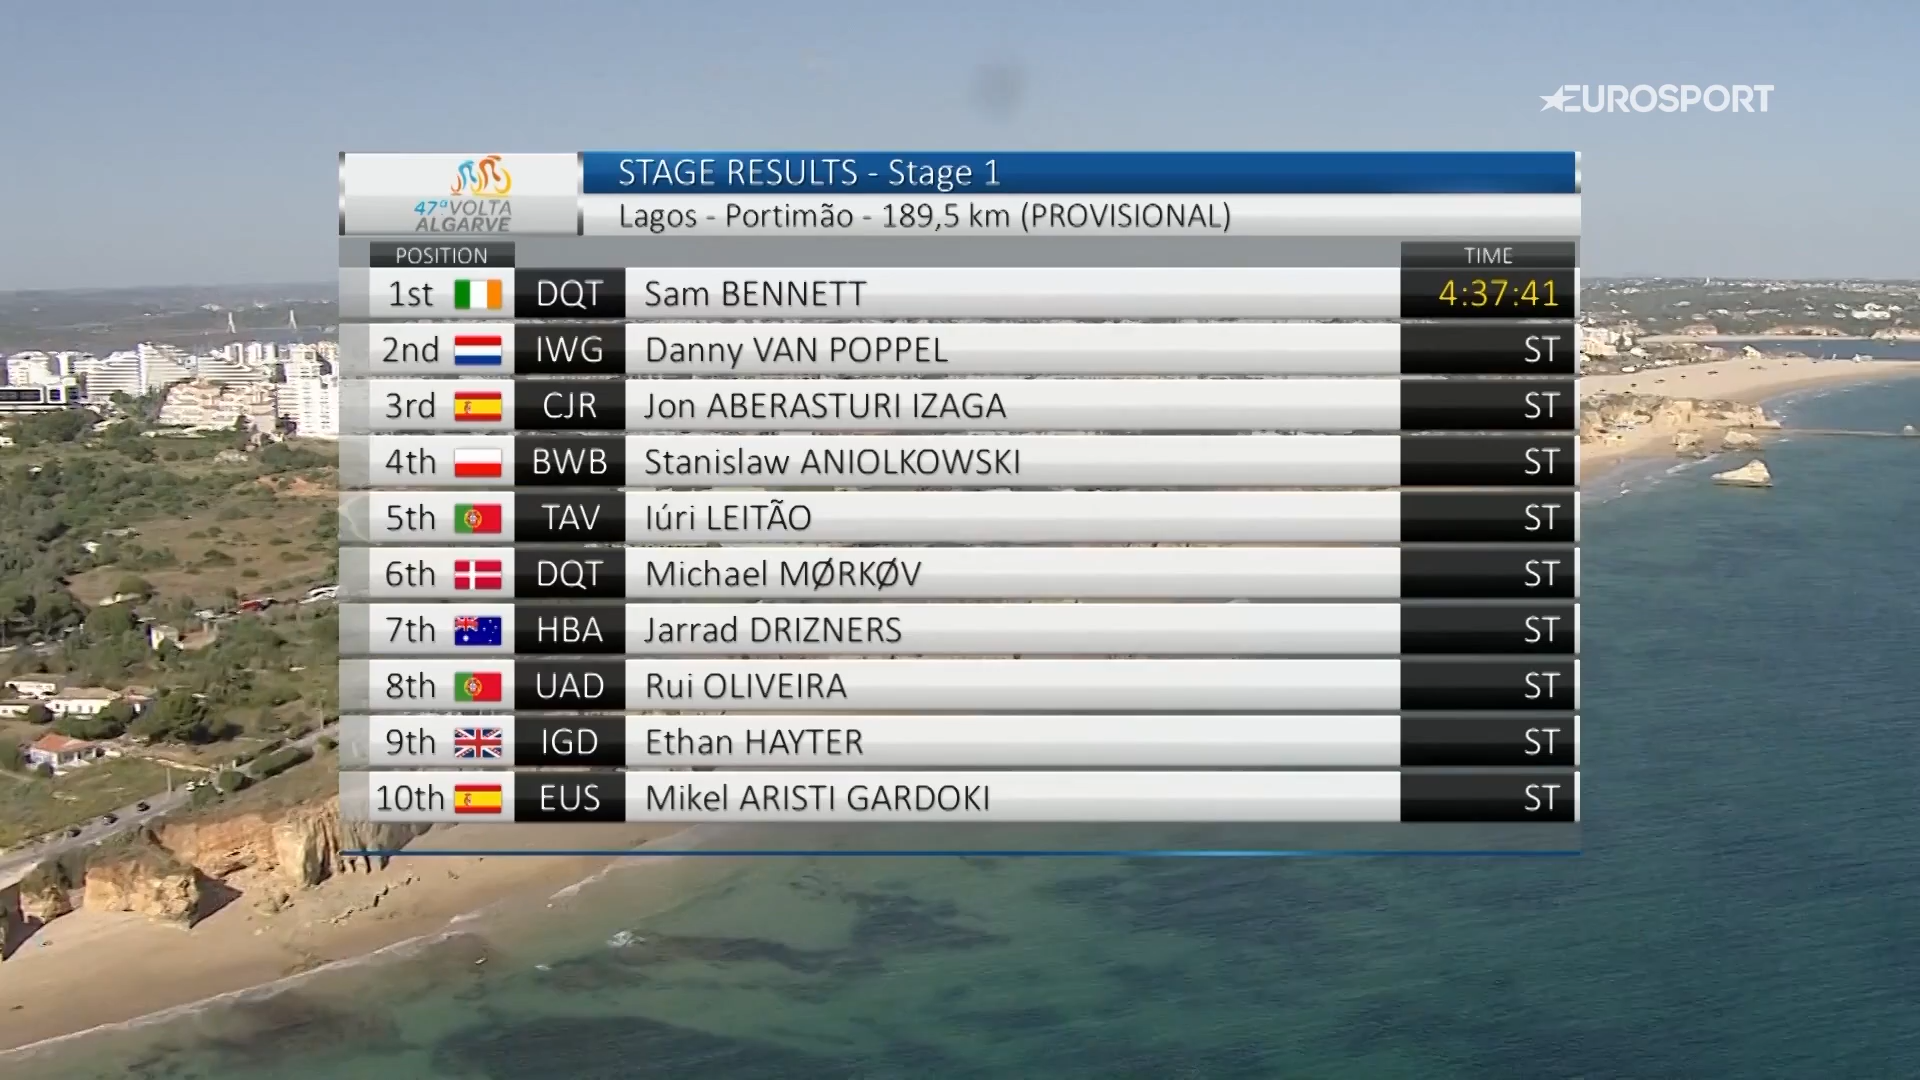 EUROSPORT
47ª VOLTA
ALGARVE
STAGE RESULTS - Stage 1
Lagos - Portimão - 189,5 km (PROVISIONAL)
POSITION TIME
1st DQT Sam BENNETT 4:37:41
2nd IWG Danny VAN POPPEL ST
3rd CJR Jon ABERASTURI IZAGA ST
4th BWB Stanislaw ANIOLKOWSKI ST
5th TAV Iúri LEITÃO ST
6th DQT Michael MØRKØV ST
7th HBA Jarrad DRIZNERS ST
8th UAD Rui OLIVEIRA ST
9th IGD Ethan HAYTER ST
10th EUS Mikel ARISTI GARDOKI ST